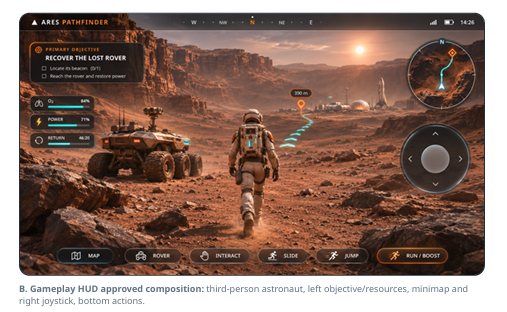 ARES PATHFINDER
W NW N NE E
14:26
PRIMARY OBJECTIVE
RECOVER THE LOST ROVER
Locate its beacon (0/1)
Reach the rover and restore power
O₂ 84%
POWER 71%
RETURN 46:20
390 m
N
MAP
ROVER
INTERACT
SLIDE
JUMP
RUN / BOOST
B. Gameplay HUD approved composition: third-person astronaut, left objective/resources, minimap and
right joystick, bottom actions.